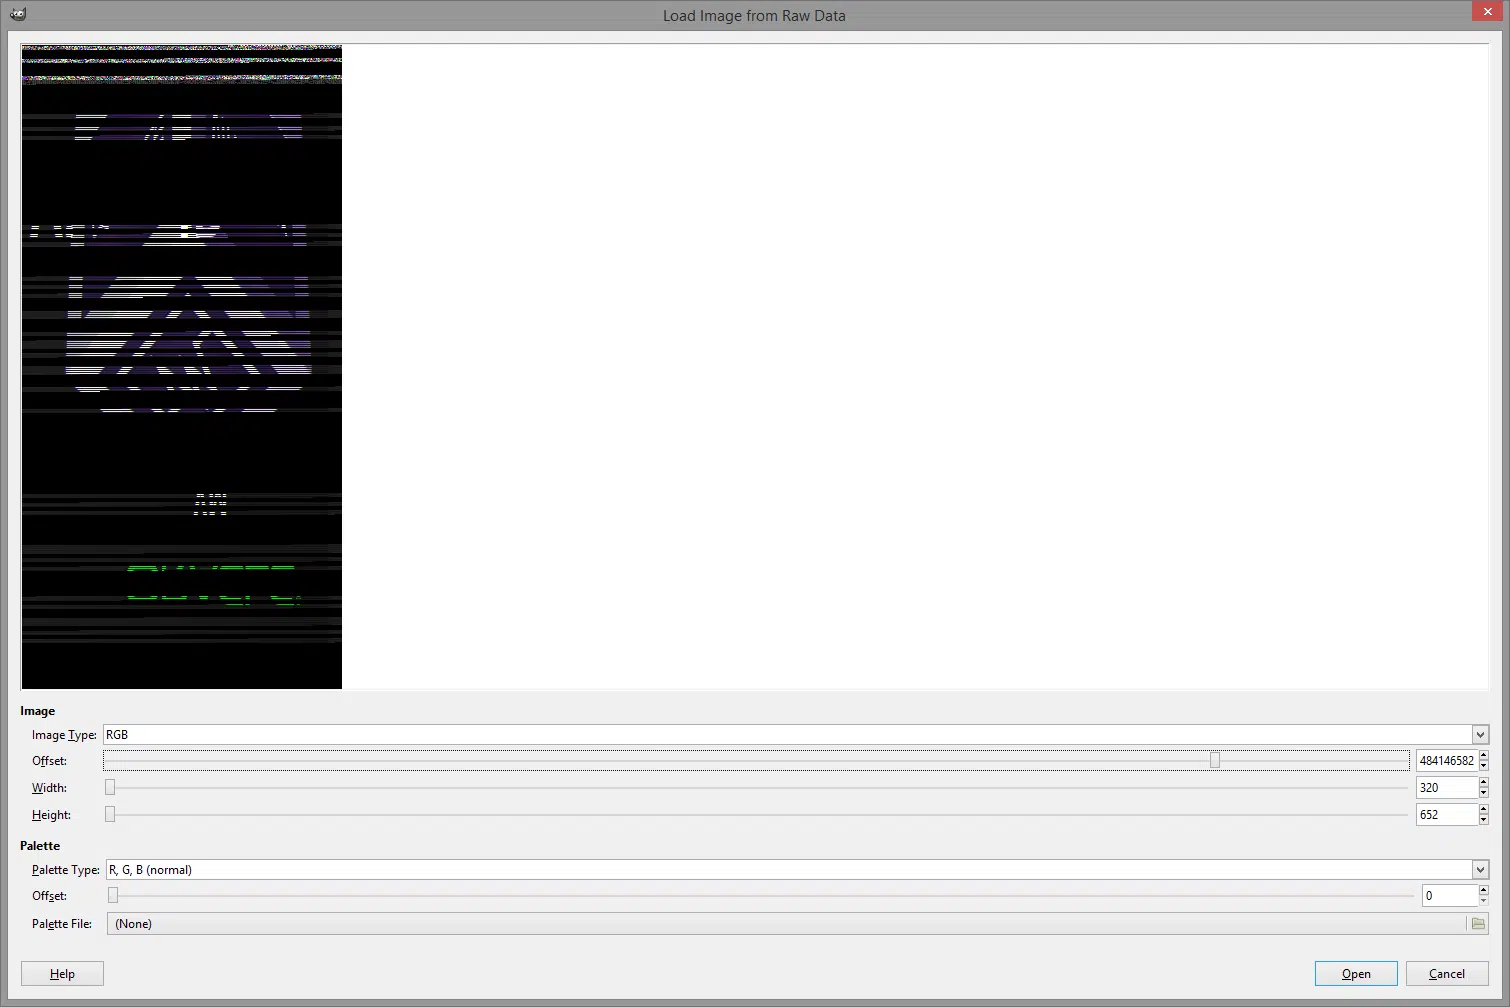 Load Image from Raw Data
Image
Image Type: RGB
Offset: 484146582
Width: 320
Height: 652
Palette
Palette Type: R, G, B (normal)
Offset: 0
Palette File: (None)
Help Open Cancel